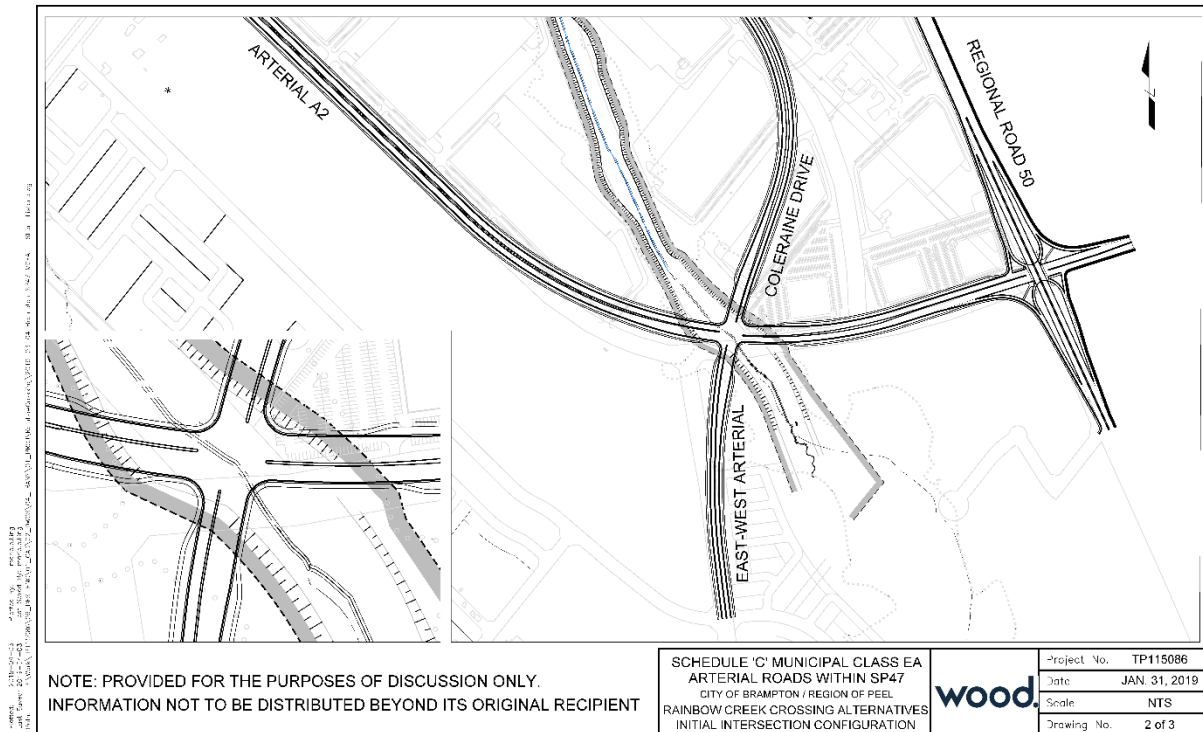 ARTERIAL A2
COLERAINE DRIVE
REGIONAL ROAD 50
EAST-WEST ARTERIAL
NOTE: PROVIDED FOR THE PURPOSES OF DISCUSSION ONLY.
INFORMATION NOT TO BE DISTRIBUTED BEYOND ITS ORIGINAL RECIPIENT
SCHEDULE 'C' MUNICIPAL CLASS EA
ARTERIAL ROADS WITHIN SP47
CITY OF BRAMPTON / REGION OF PEEL
RAINBOW CREEK CROSSING ALTERNATIVES
INITIAL INTERSECTION CONFIGURATION
wood.
Project No. TP115086
Date JAN. 31, 2019
Scale NTS
Drawing No. 2 of 3